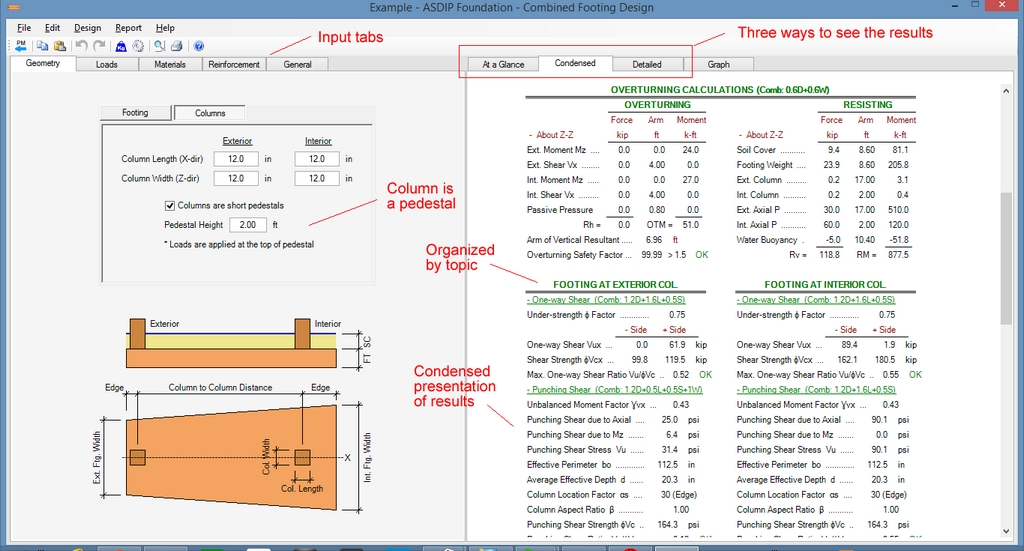 Example - ASDIP Foundation - Combined Footing Design
File Edit Design Report Help
Input tabs
Three ways to see the results
Geometry Loads Materials Reinforcement General
At a Glance Condensed Detailed Graph
Footing Columns
Exterior Interior
Column Length (X-dir) 12.0 in 12.0 in
Column Width (Z-dir) 12.0 in 12.0 in
Columns are short pedestals
Pedestal Height 2.00 ft
* Loads are applied at the top of pedestal
Column is
a pedestal
Organized
by topic
Condensed
presentation
of results
Exterior Interior
FT SC
Edge Column to Column Distance Edge
Ext. Ftg. Width
Col. Width
X
Int. Ftg. Width
Col. Length
OVERTURNING CALCULATIONS (Comb: 0.6D+0.6W)
OVERTURNING
Force Arm Moment
- About Z-Z kip ft k-ft
Ext. Moment Mz .... 0.0 0.0 24.0
Ext. Shear Vx ........ 0.0 4.00 0.0
Int. Moment Mz ..... 0.0 0.0 27.0
Int. Shear Vx ......... 0.0 4.00 0.0
Passive Pressure 0.0 0.80 0.0
Rh = 0.0 OTM = 51.0
Arm of Vertical Resultant ..... 6.96 ft
Overturning Safety Factor ... 99.99 > 1.5 OK
RESISTING
Force Arm Moment
- About Z-Z kip ft k-ft
Soil Cover ........... 9.4 8.60 81.1
Footing Weight .... 23.9 8.60 205.8
Ext. Column ........ 0.2 17.00 3.1
Int. Column ......... 0.2 2.00 0.4
Ext. Axial P ......... 30.0 17.00 510.0
Int. Axial P .......... 60.0 2.00 120.0
Water Buoyancy . -5.0 10.40 -51.8
Rv = 118.8 RM = 877.5
FOOTING AT EXTERIOR COL.
- One-way Shear (Comb: 1.2D+1.6L+0.5S)
Under-strength ϕ Factor ............ 0.75
- Side + Side
One-way Shear Vux ... 0.0 61.9 kip
Shear Strength ϕVcx ... 99.8 119.5 kip
Max. One-way Shear Ratio Vu/ϕVc .. 0.52 OK
- Punching Shear (Comb: 1.2D+0.5L+0.5S+1W)
Unbalanced Moment Factor Ɣvx ... 0.43
Punching Shear due to Axial .... 25.0 psi
Punching Shear due to Mz ....... 6.4 psi
Punching Shear Stress Vu ...... 31.4 psi
Effective Perimeter bo ............. 112.5 in
Average Effective Depth d ...... 20.3 in
Column Location Factor αs .... 30 (Edge)
Column Aspect Ratio β ........... 1.00
Punching Shear Strength ϕVc .. 164.3 psi
FOOTING AT INTERIOR COL.
- One-way Shear (Comb: 1.2D+1.6L+0.5S)
Under-strength ϕ Factor ............ 0.75
- Side + Side
One-way Shear Vux ... 89.4 1.9 kip
Shear Strength ϕVcx ... 162.1 180.5 kip
Max. One-way Shear Ratio Vu/ϕVc .. 0.55 OK
- Punching Shear (Comb: 1.2D+1.6L+0.5S)
Unbalanced Moment Factor Ɣvx ... 0.43
Punching Shear due to Axial .... 90.1 psi
Punching Shear due to Mz ....... 0.0 psi
Punching Shear Stress Vu ...... 90.1 psi
Effective Perimeter bo ............. 112.5 in
Average Effective Depth d ...... 20.3 in
Column Location Factor αs .... 30 (Edge)
Column Aspect Ratio β ........... 1.00
Punching Shear Strength ϕVc .. 164.3 psi